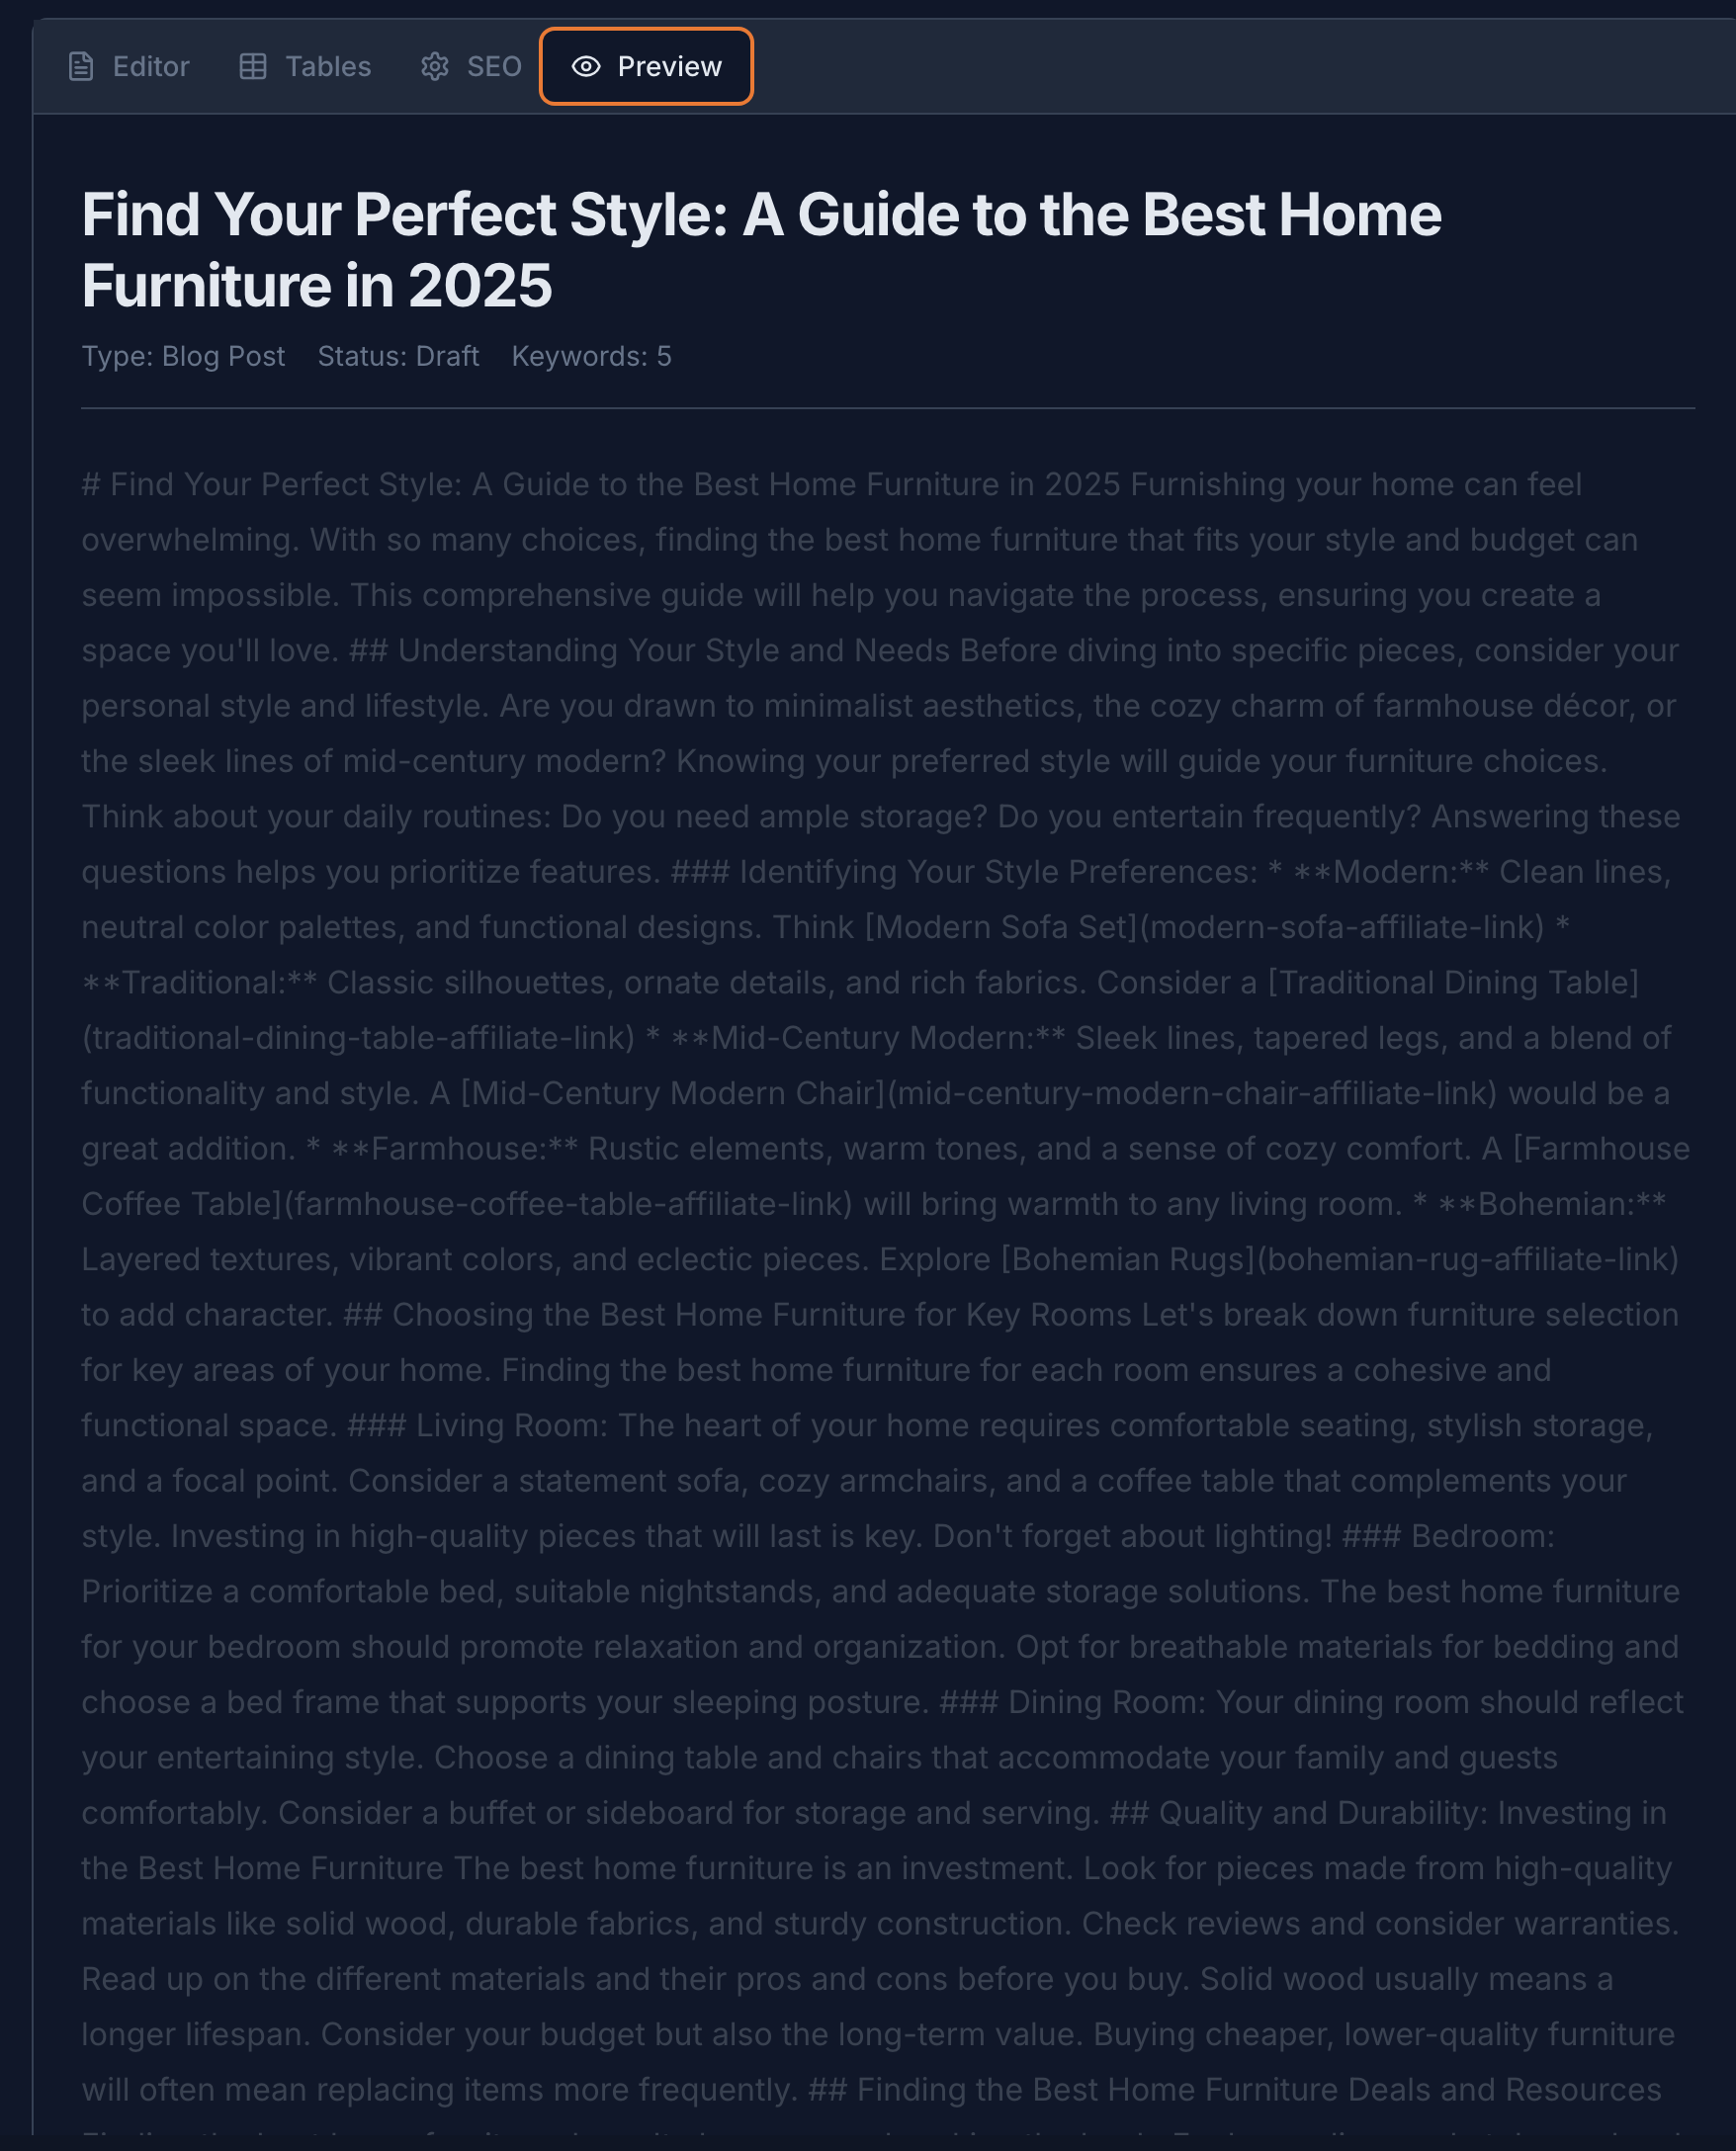 Editor Tables SEO Preview
Find Your Perfect Style: A Guide to the Best Home
Furniture in 2025
Type: Blog Post Status: Draft Keywords: 5
# Find Your Perfect Style: A Guide to the Best Home Furniture in 2025 Furnishing your home can feel
overwhelming. With so many choices, finding the best home furniture that fits your style and budget can
seem impossible. This comprehensive guide will help you navigate the process, ensuring you create a
space you'll love. ## Understanding Your Style and Needs Before diving into specific pieces, consider your
personal style and lifestyle. Are you drawn to minimalist aesthetics, the cozy charm of farmhouse décor, or
the sleek lines of mid-century modern? Knowing your preferred style will guide your furniture choices.
Think about your daily routines: Do you need ample storage? Do you entertain frequently? Answering these
questions helps you prioritize features. ### Identifying Your Style Preferences: * **Modern:** Clean lines,
neutral color palettes, and functional designs. Think [Modern Sofa Set](modern-sofa-affiliate-link) *
**Traditional:** Classic silhouettes, ornate details, and rich fabrics. Consider a [Traditional Dining Table]
(traditional-dining-table-affiliate-link) * **Mid-Century Modern:** Sleek lines, tapered legs, and a blend of
functionality and style. A [Mid-Century Modern Chair](mid-century-modern-chair-affiliate-link) would be a
great addition. * **Farmhouse:** Rustic elements, warm tones, and a sense of cozy comfort. A [Farmhouse
Coffee Table](farmhouse-coffee-table-affiliate-link) will bring warmth to any living room. * **Bohemian:**
Layered textures, vibrant colors, and eclectic pieces. Explore [Bohemian Rugs](bohemian-rug-affiliate-link)
to add character. ## Choosing the Best Home Furniture for Key Rooms Let's break down furniture selection
for key areas of your home. Finding the best home furniture for each room ensures a cohesive and
functional space. ### Living Room: The heart of your home requires comfortable seating, stylish storage,
and a focal point. Consider a statement sofa, cozy armchairs, and a coffee table that complements your
style. Investing in high-quality pieces that will last is key. Don't forget about lighting! ### Bedroom:
Prioritize a comfortable bed, suitable nightstands, and adequate storage solutions. The best home furniture
for your bedroom should promote relaxation and organization. Opt for breathable materials for bedding and
choose a bed frame that supports your sleeping posture. ### Dining Room: Your dining room should reflect
your entertaining style. Choose a dining table and chairs that accommodate your family and guests
comfortably. Consider a buffet or sideboard for storage and serving. ## Quality and Durability: Investing in
the Best Home Furniture The best home furniture is an investment. Look for pieces made from high-quality
materials like solid wood, durable fabrics, and sturdy construction. Check reviews and consider warranties.
Read up on the different materials and their pros and cons before you buy. Solid wood usually means a
longer lifespan. Consider your budget but also the long-term value. Buying cheaper, lower-quality furniture
will often mean replacing items more frequently. ## Finding the Best Home Furniture Deals and Resources